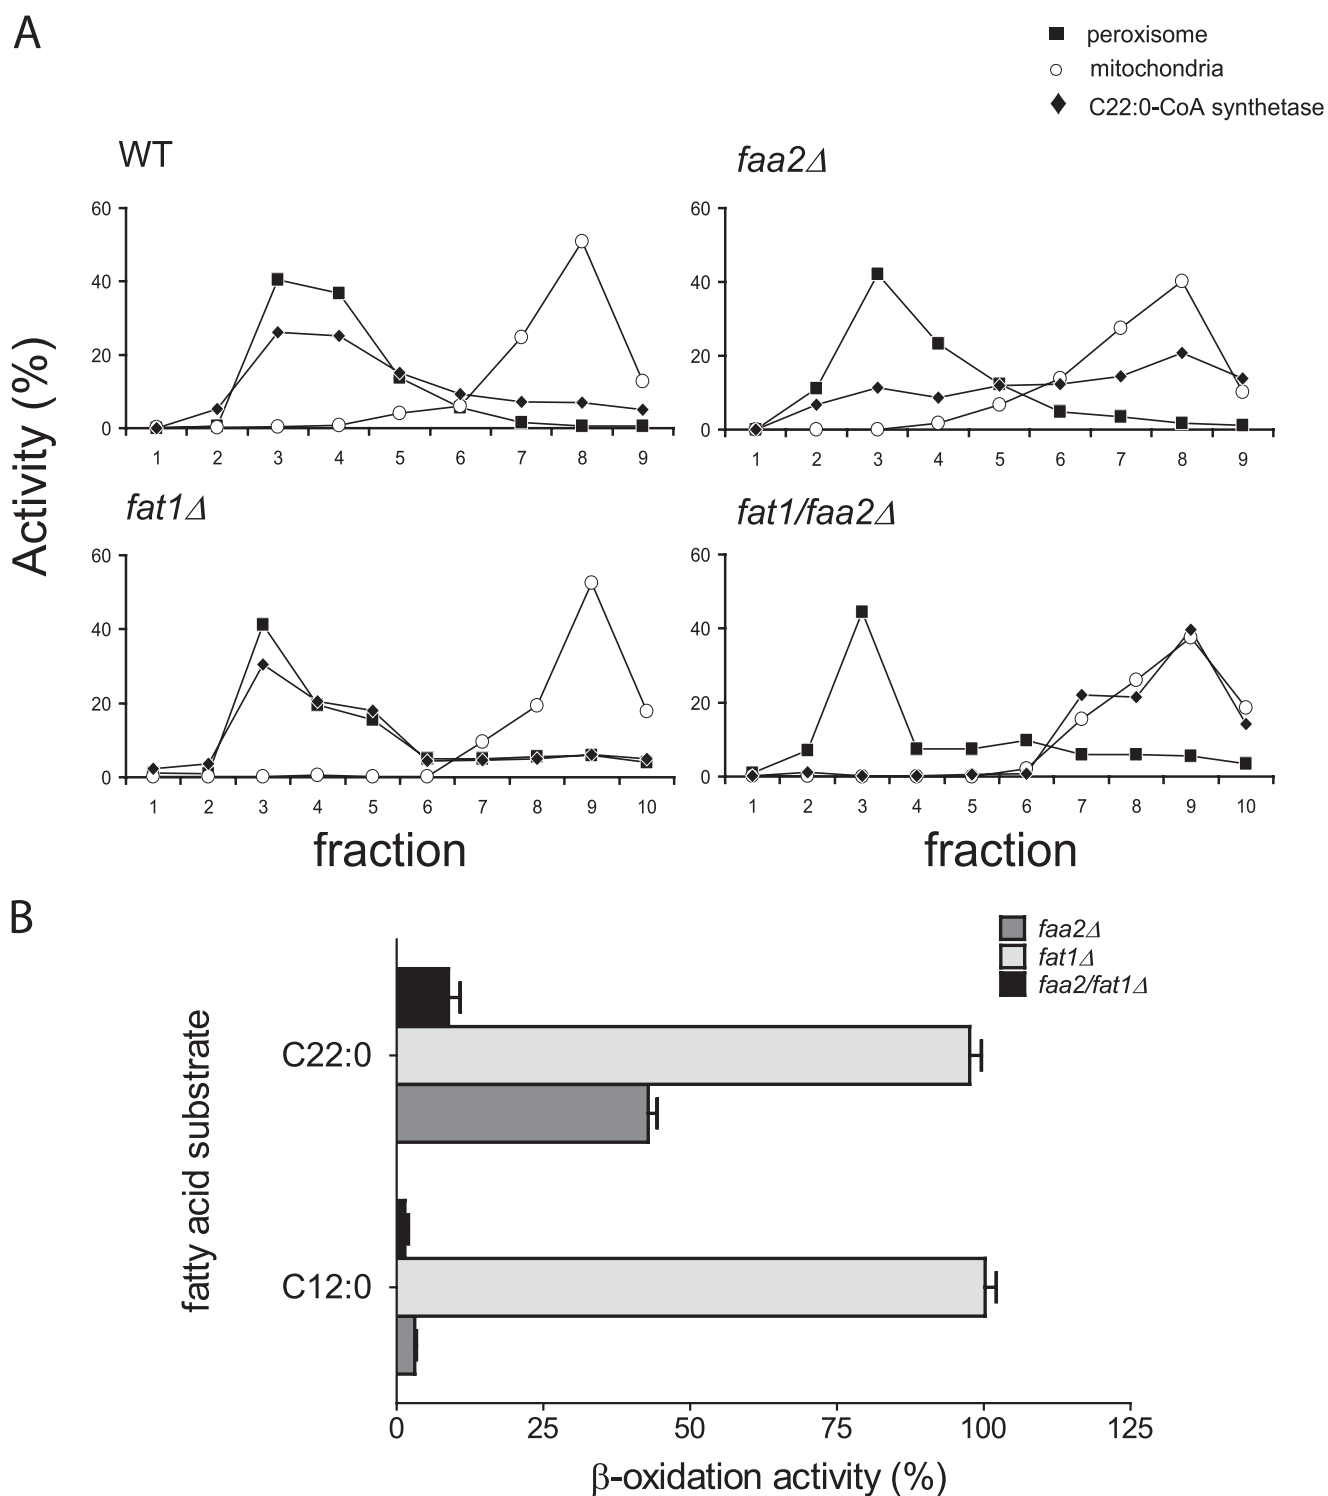 A
peroxisome
mitochondria
C22:0-CoA synthetase
WT
faa2Δ
60
40
20
0
1 2 3 4 5 6 7 8 9
60
40
20
0
1 2 3 4 5 6 7 8 9
Activity (%)
fat1Δ
fat1/faa2Δ
60
40
20
0
1 2 3 4 5 6 7 8 9 10
60
40
20
0
1 2 3 4 5 6 7 8 9 10
fraction
fraction
B
faa2Δ
fat1Δ
faa2/fat1Δ
fatty acid substrate
C22:0
C12:0
0 25 50 75 100 125
β-oxidation activity (%)